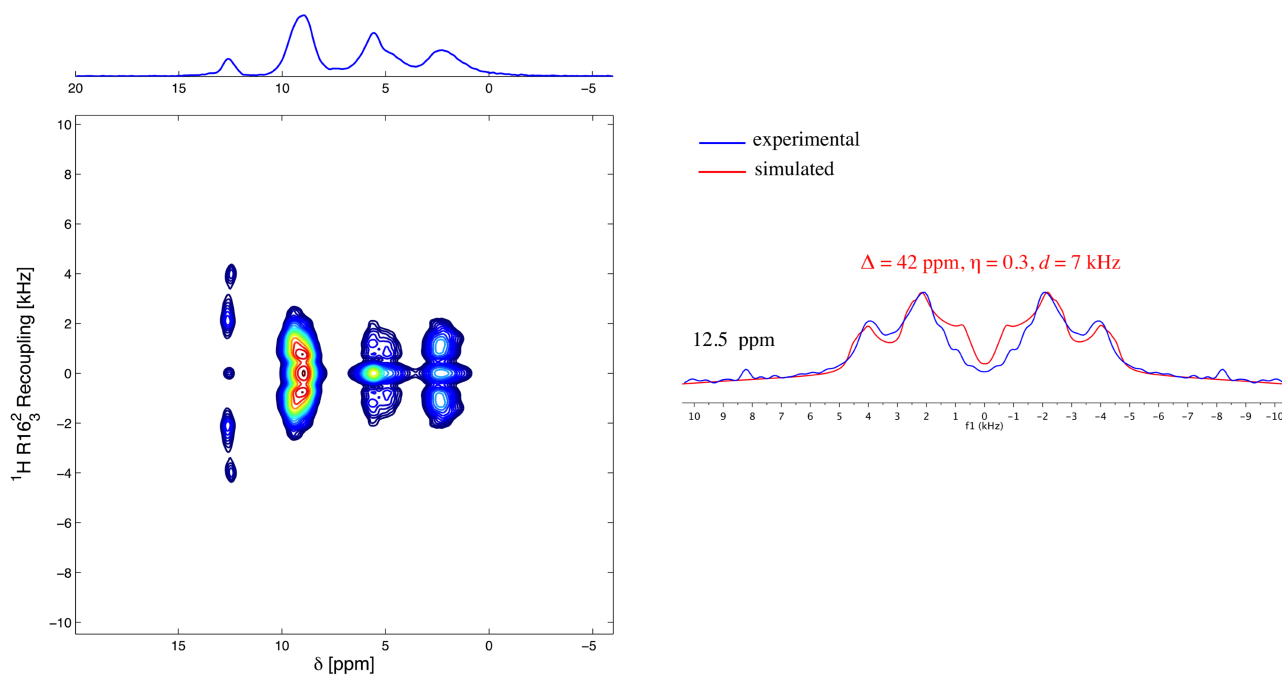 20 15 10 5 0 −5
10
8
6
4
2
0
−2
−4
−6
−8
−10
¹H R16²₃ Recoupling [kHz]
15 10 5 0 −5
δ [ppm]
experimental
simulated
Δ = 42 ppm, η = 0.3, d = 7 kHz
12.5 ppm
10 9 8 7 6 5 4 3 2 1 0 -1 -2 -3 -4 -5 -6 -7 -8 -9 -10
f1 (kHz)